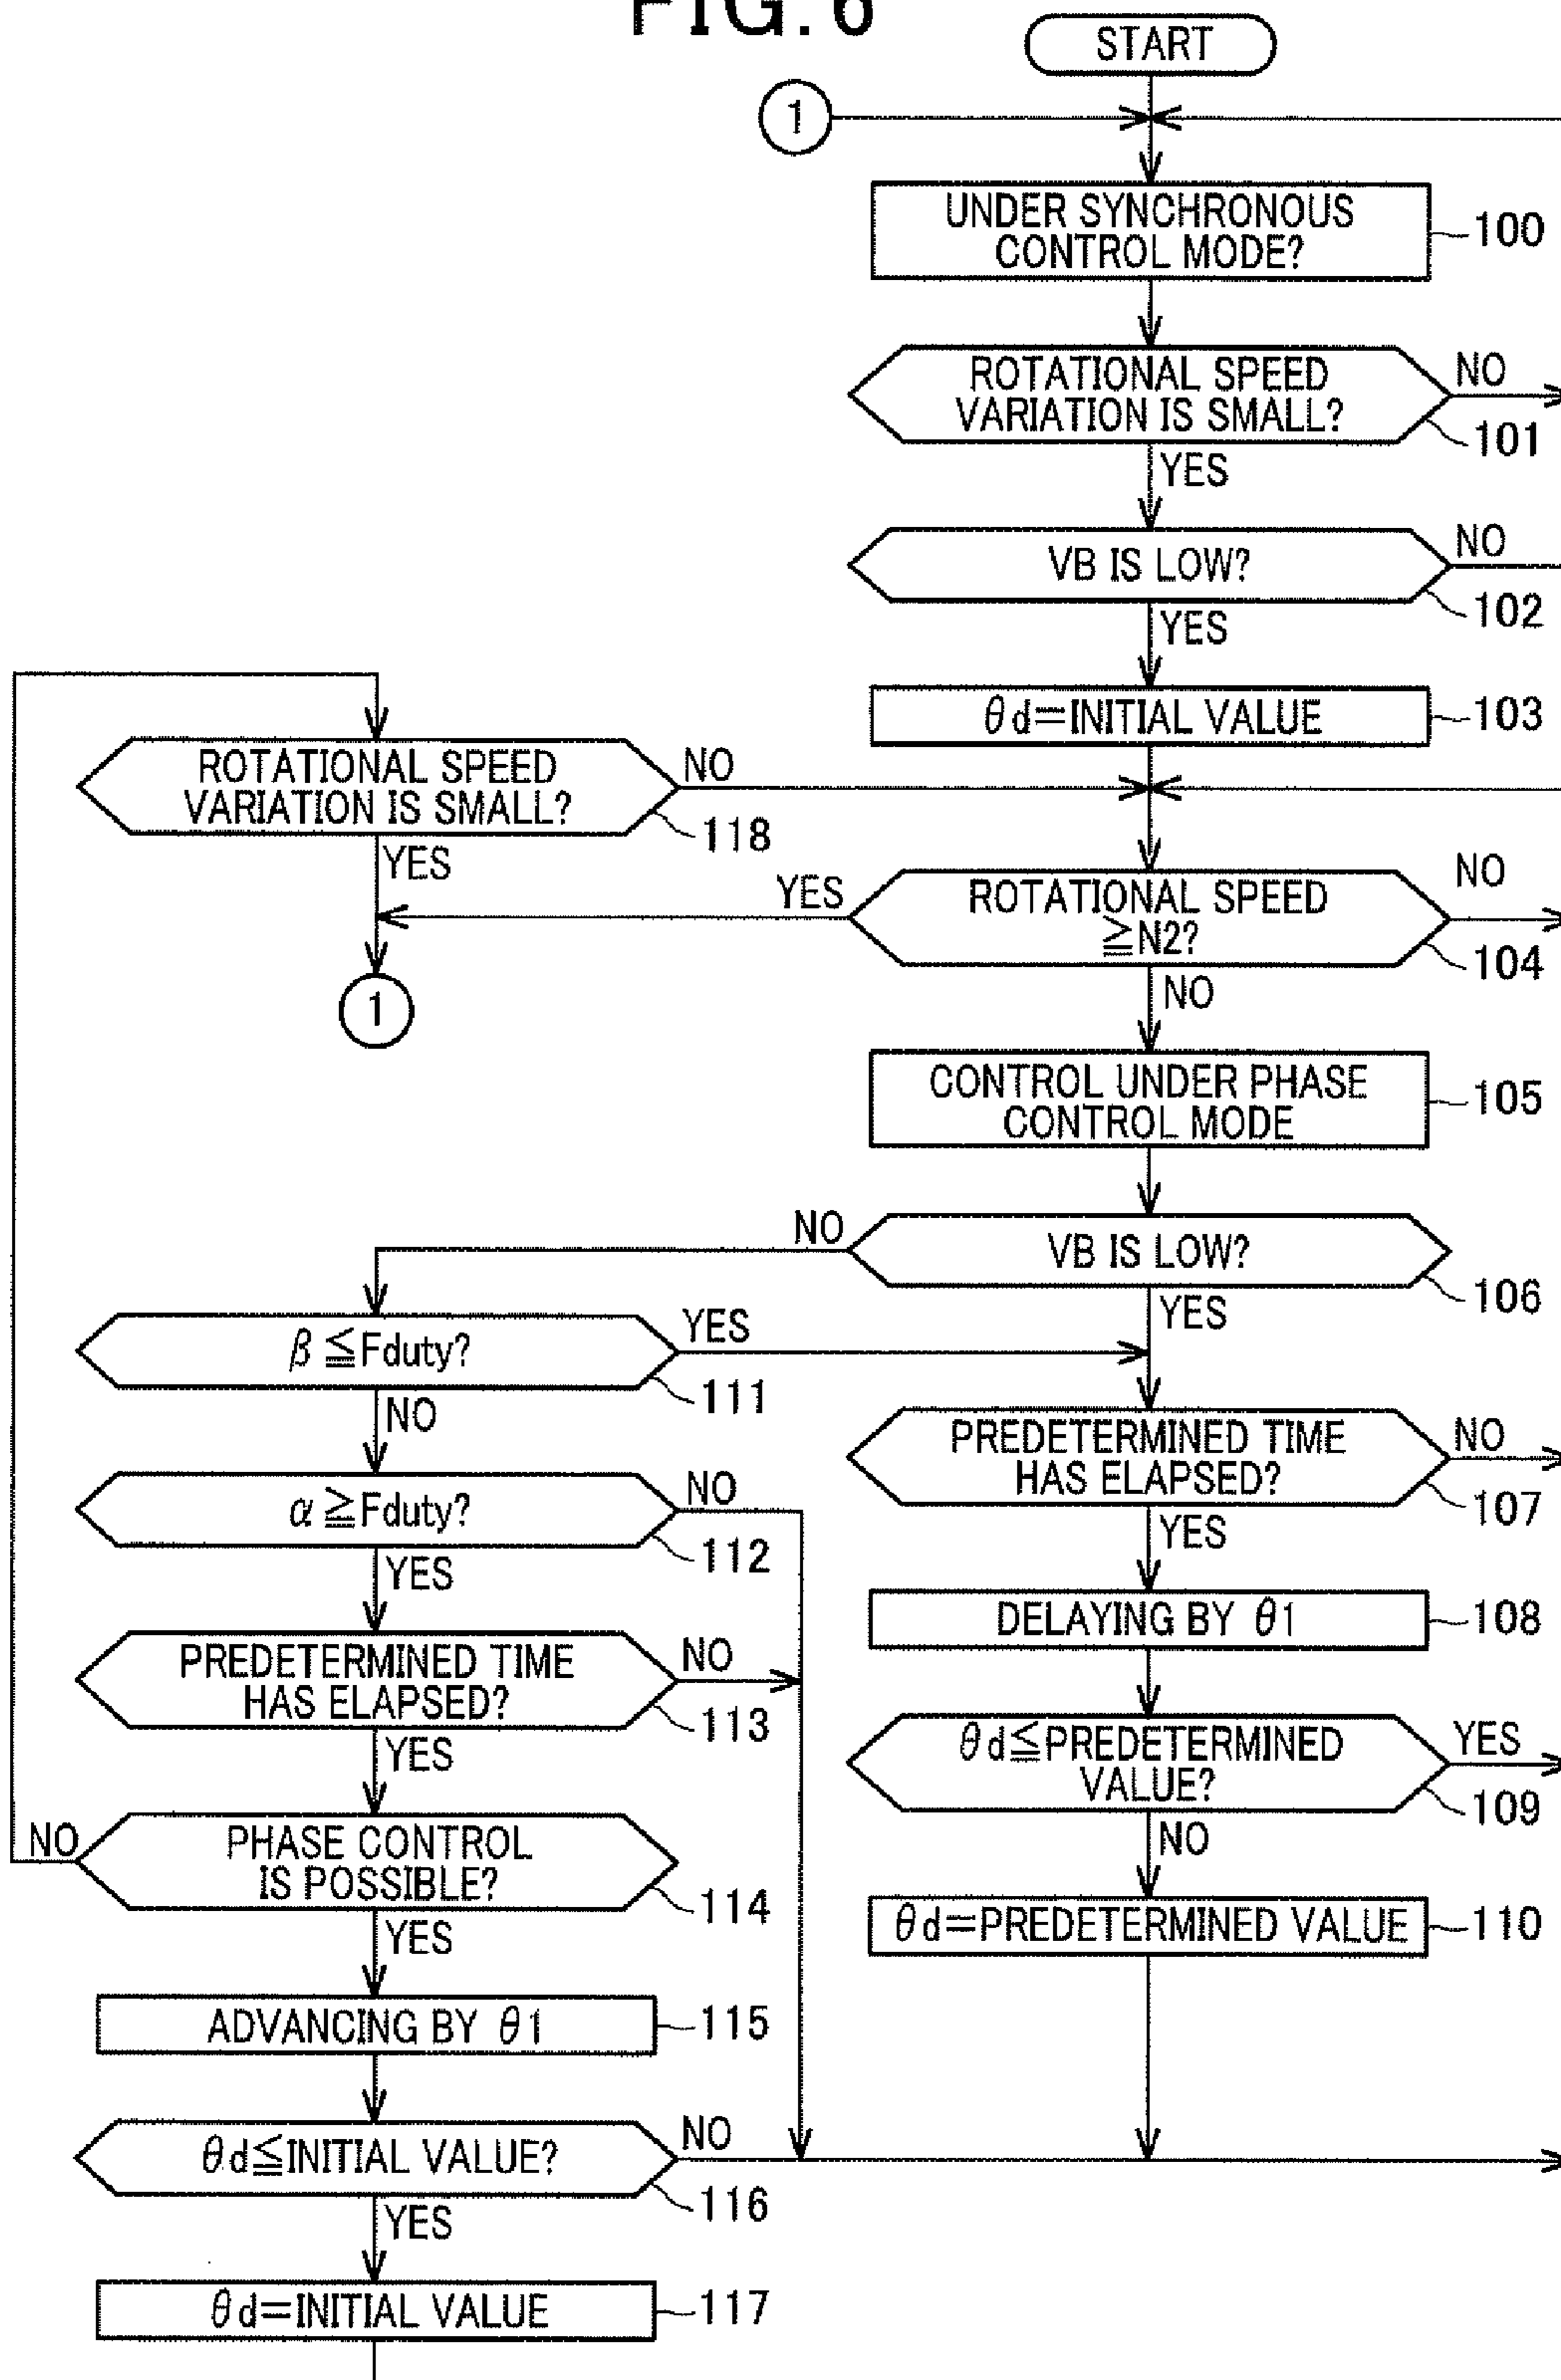 FIG. 6
START
1
UNDER SYNCHRONOUS
CONTROL MODE?
100
ROTATIONAL SPEED
VARIATION IS SMALL?
NO
101
YES
VB IS LOW?
NO
102
YES
θd=INITIAL VALUE
103
ROTATIONAL SPEED
VARIATION IS SMALL?
NO
118
YES
1
ROTATIONAL SPEED
≧N2?
YES
NO
104
NO
CONTROL UNDER PHASE
CONTROL MODE
105
VB IS LOW?
NO
106
YES
β≦Fduty?
YES
111
NO
PREDETERMINED TIME
HAS ELAPSED?
NO
107
YES
α≧Fduty?
NO
112
YES
DELAYING BY θ1
108
PREDETERMINED TIME
HAS ELAPSED?
NO
113
YES
θd≦PREDETERMINED
VALUE?
YES
109
NO
PHASE CONTROL
IS POSSIBLE?
NO
114
YES
θd=PREDETERMINED VALUE
110
ADVANCING BY θ1
115
θd≦INITIAL VALUE?
NO
116
YES
θd=INITIAL VALUE
117